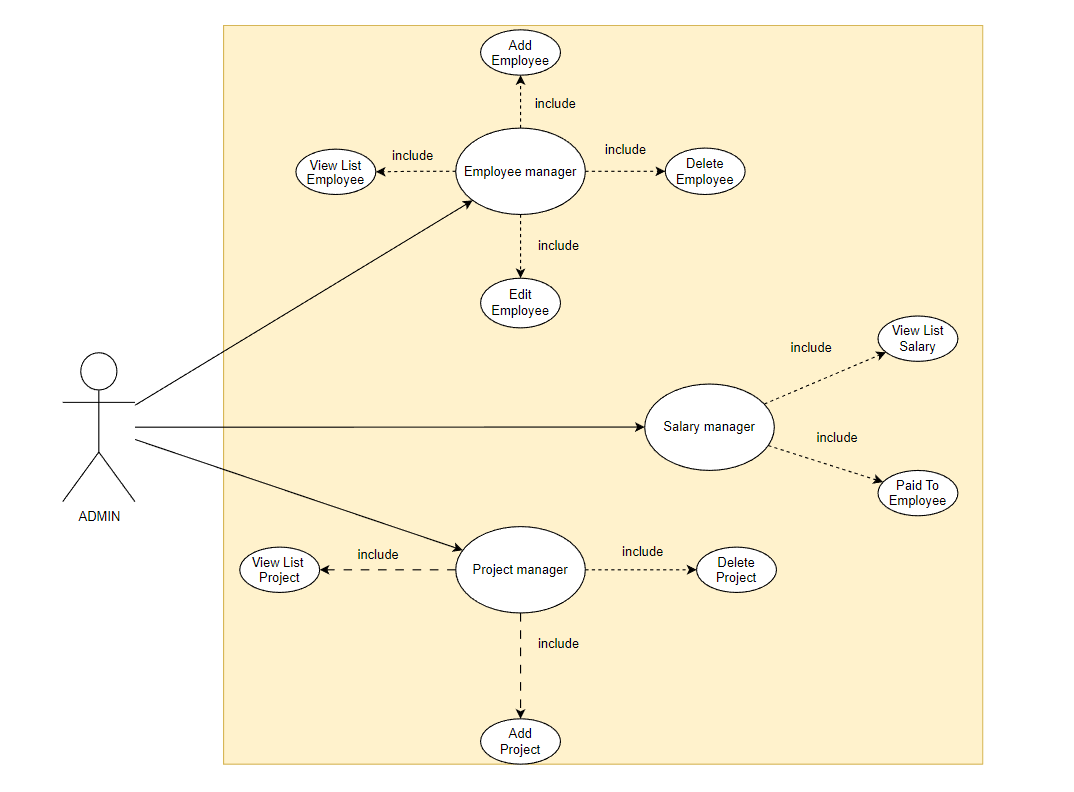 Add
Employee
include
include
View List
Employee
Employee manager
include
Delete
Employee
include
Edit
Employee
include
View List
Salary
Salary manager
include
Paid To
Employee
ADMIN
include
View List
Project
Project manager
include
Delete
Project
include
Add
Project